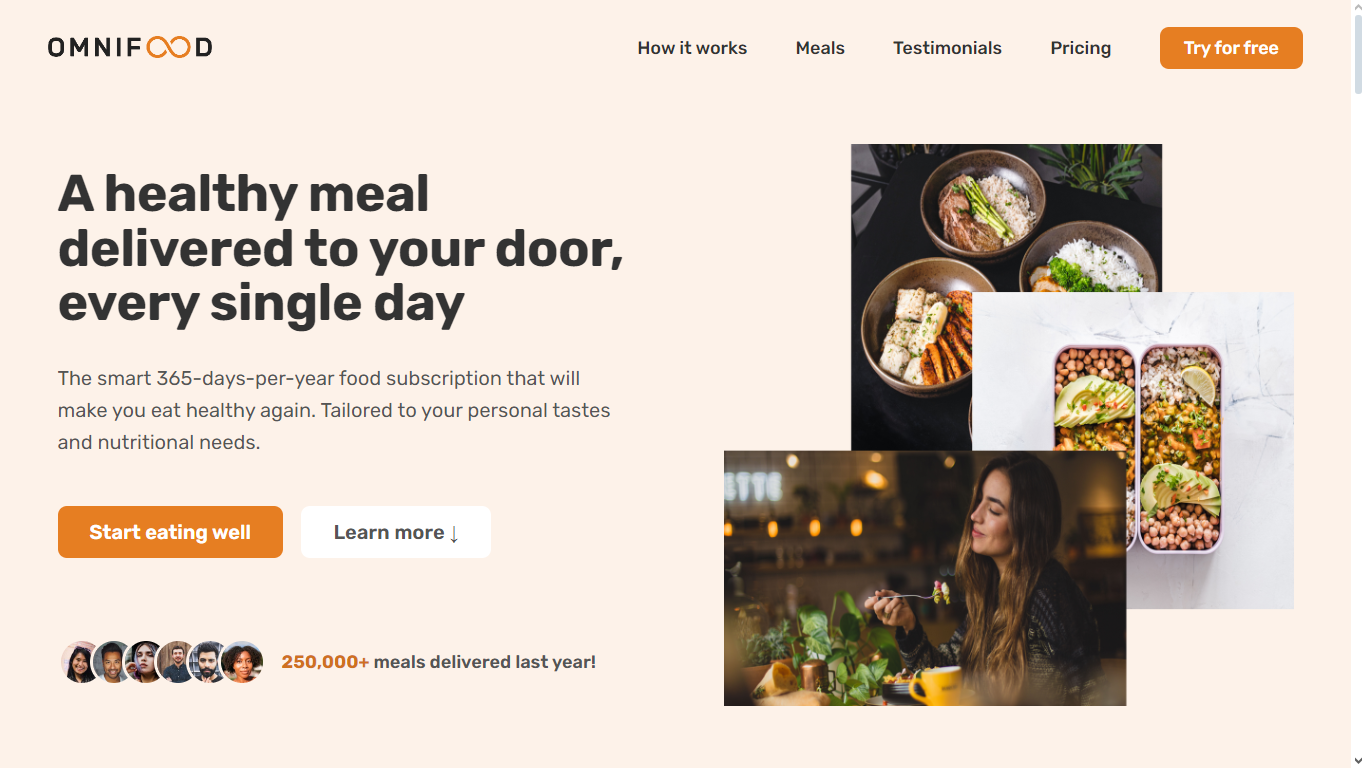 OMNIFOOD
How it works
Meals
Testimonials
Pricing
Try for free
A healthy meal
delivered to your door,
every single day
The smart 365-days-per-year food subscription that will
make you eat healthy again. Tailored to your personal tastes
and nutritional needs.
Start eating well
Learn more ↓
250,000+ meals delivered last year!